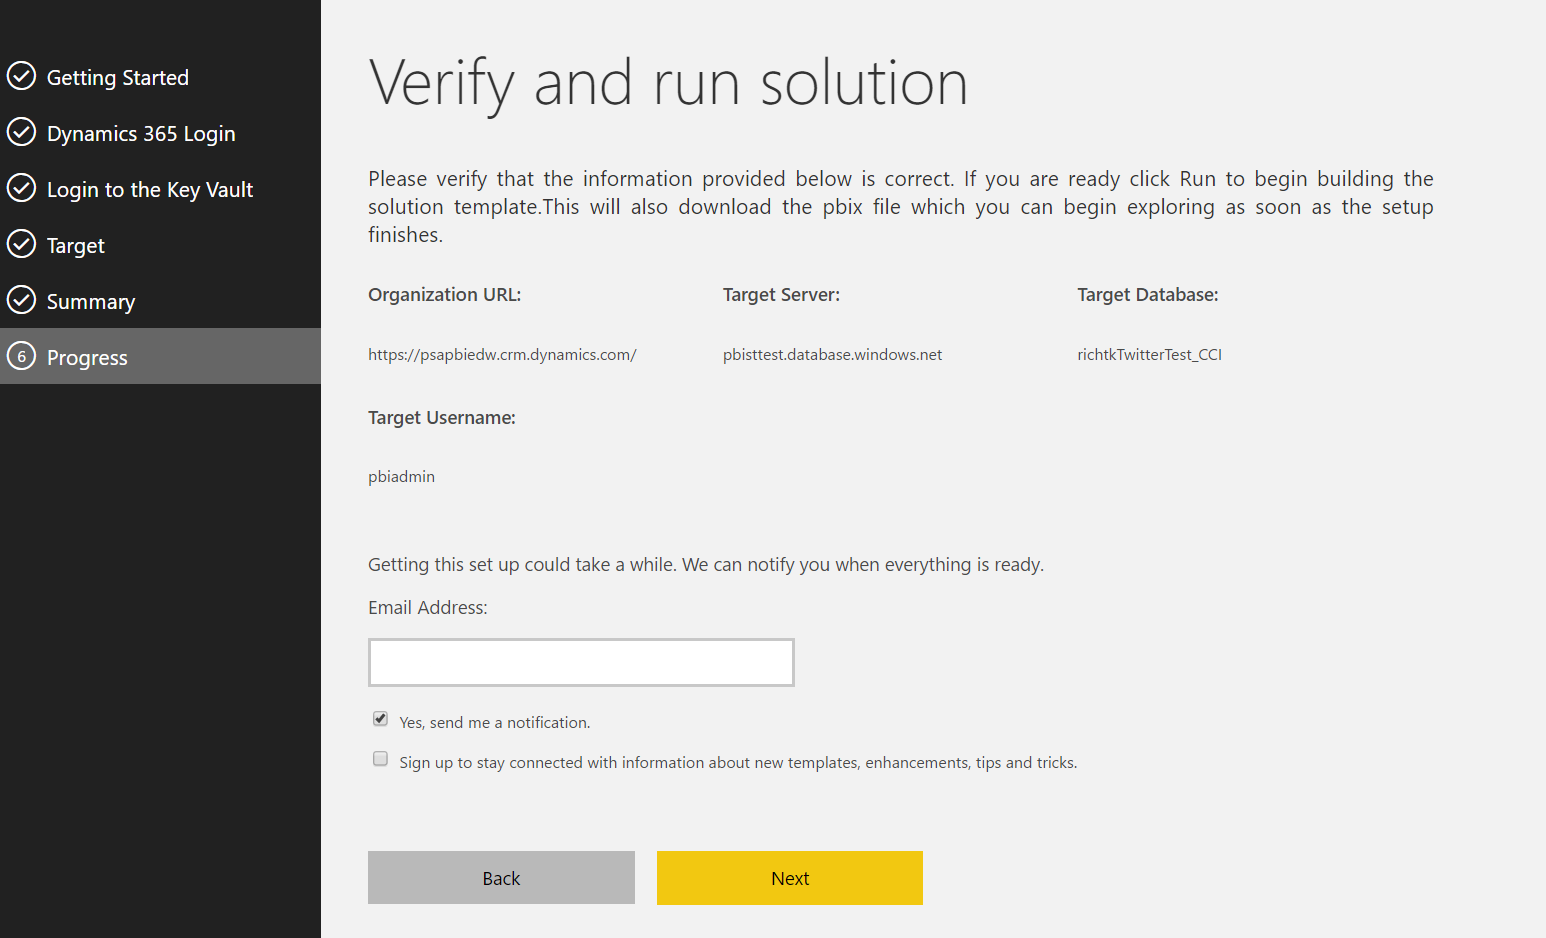 Getting Started
Dynamics 365 Login
Login to the Key Vault
Target
Summary
6 Progress
Verify and run solution
Please verify that the information provided below is correct. If you are ready click Run to begin building the
solution template.This will also download the pbix file which you can begin exploring as soon as the setup
finishes.
Organization URL: Target Server: Target Database:
https://psapbiedw.crm.dynamics.com/ pbisttest.database.windows.net richtkTwitterTest_CCI
Target Username:
pbiadmin
Getting this set up could take a while. We can notify you when everything is ready.
Email Address:
Yes, send me a notification.
Sign up to stay connected with information about new templates, enhancements, tips and tricks.
Back Next